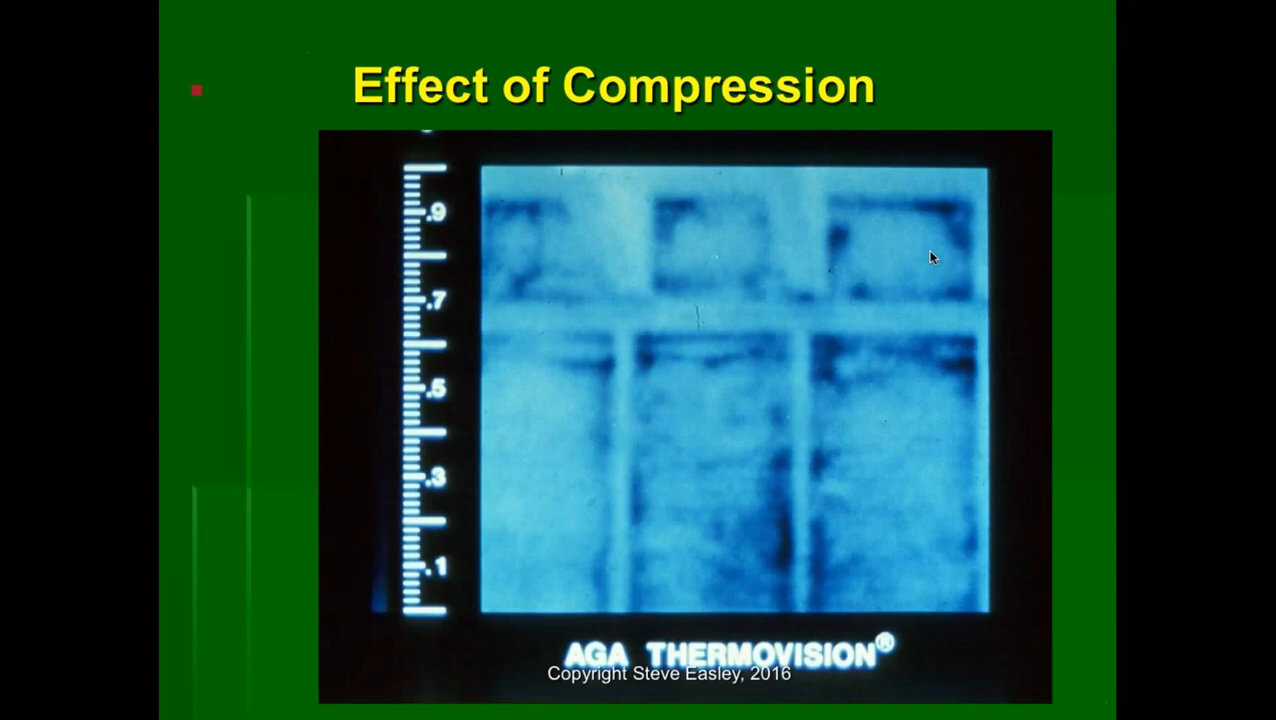 Effect of Compression
.9
.7
.5
.3
.1
AGA THERMOVISION®
Copyright Steve Easley, 2016